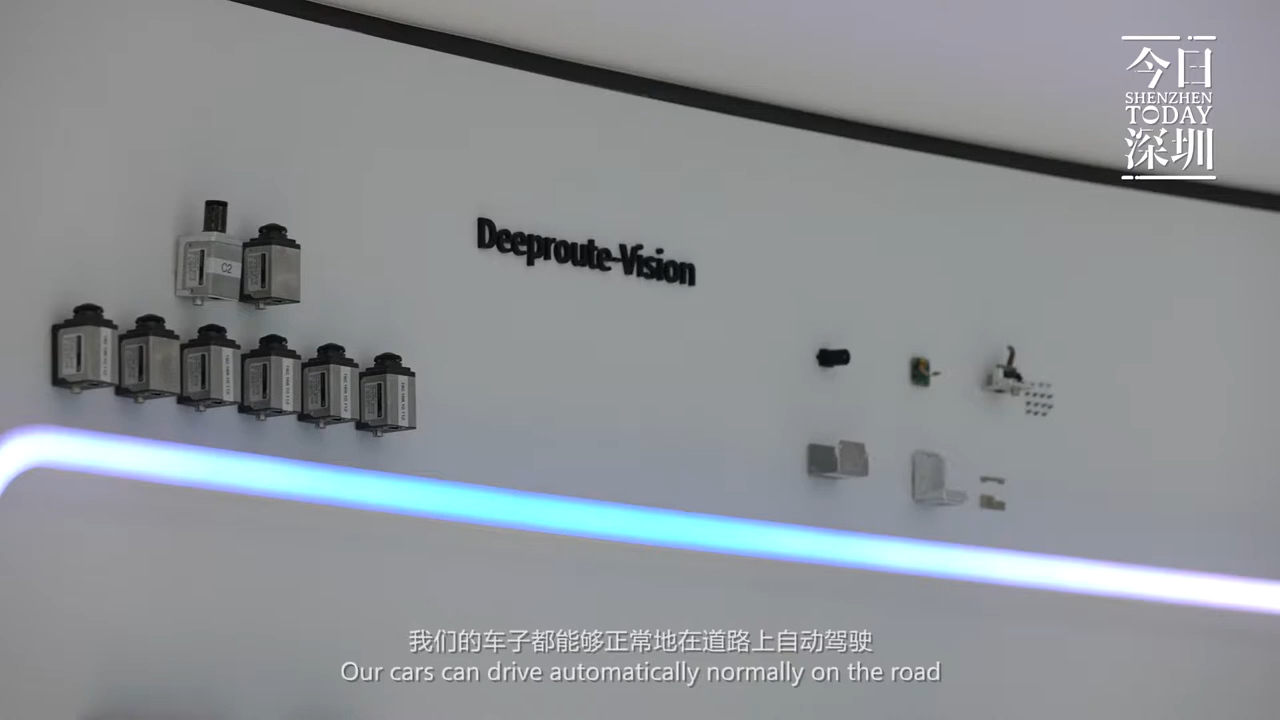 今日
SHENZHEN
TODAY
深圳
Deeproute-Vision
C2
我们的车子都能够正常地在道路上自动驾驶
Our cars can drive automatically normally on the road